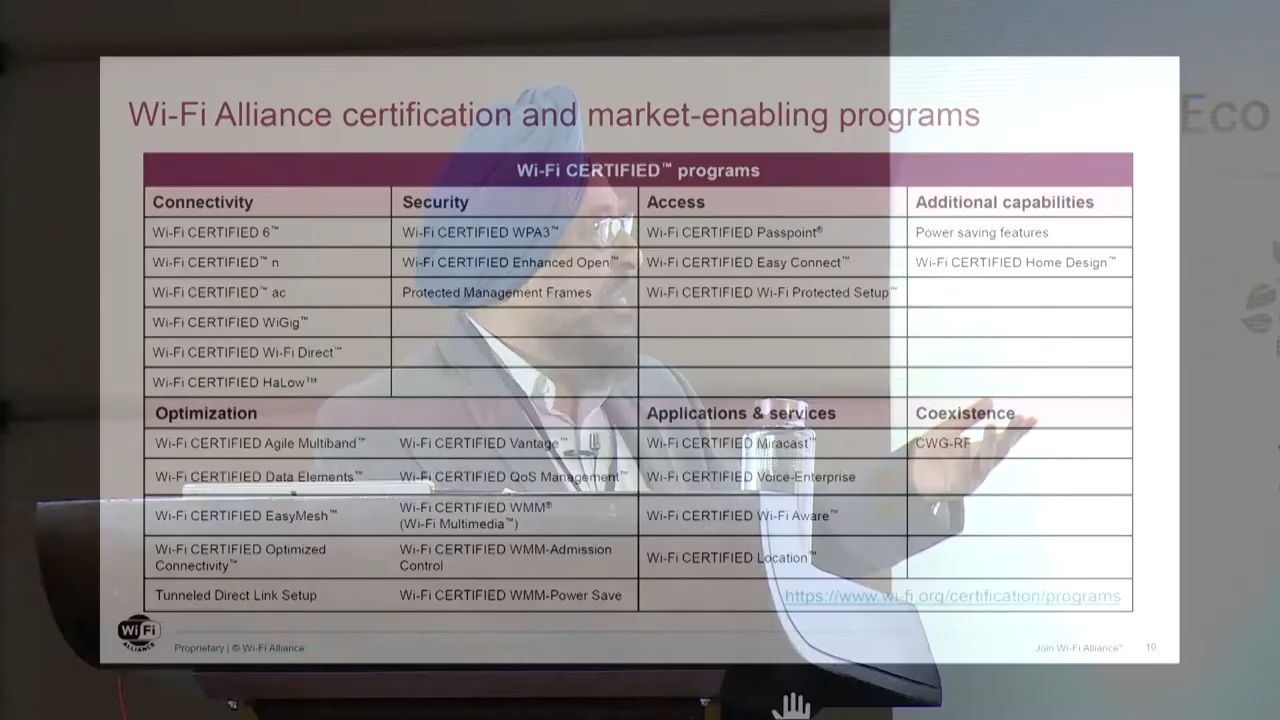 Wi-Fi Alliance certification and market-enabling programs
Eco
Wi-Fi CERTIFIED™ programs
Connectivity Security Access Additional capabilities
Wi-Fi CERTIFIED 6™ Wi-Fi CERTIFIED WPA3™ Wi-Fi CERTIFIED Passpoint® Power saving features
Wi-Fi CERTIFIED™ n Wi-Fi CERTIFIED Enhanced Open™ Wi-Fi CERTIFIED Easy Connect™ Wi-Fi CERTIFIED Home Design™
Wi-Fi CERTIFIED™ ac Protected Management Frames Wi-Fi CERTIFIED Wi-Fi Protected Setup™
Wi-Fi CERTIFIED WiGig™
Wi-Fi CERTIFIED Wi-Fi Direct™
Wi-Fi CERTIFIED HaLow™
Optimization Applications & services Coexistence
Wi-Fi CERTIFIED Agile Multiband™ Wi-Fi CERTIFIED Vantage™ Wi-Fi CERTIFIED Miracast™ CWG-RF
Wi-Fi CERTIFIED Data Elements™ Wi-Fi CERTIFIED QoS Management™ Wi-Fi CERTIFIED Voice-Enterprise
Wi-Fi CERTIFIED EasyMesh™ Wi-Fi CERTIFIED WMM®
(Wi-Fi Multimedia™) Wi-Fi CERTIFIED Wi-Fi Aware™
Wi-Fi CERTIFIED Optimized
Connectivity™ Wi-Fi CERTIFIED WMM-Admission
Control Wi-Fi CERTIFIED Location™
Tunneled Direct Link Setup Wi-Fi CERTIFIED WMM-Power Save https://www.wi-fi.org/certification/programs
Wi Fi
ALLIANCE
Proprietary | © Wi-Fi Alliance Join Wi-Fi Alliance™ 10